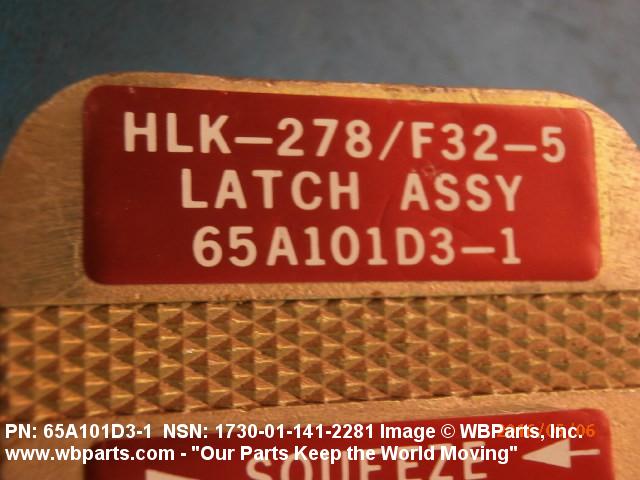 HLK-278/F32-5
LATCH ASSY
65A101D3-1
PN: 65A101D3-1 NSN: 1730-01-141-2281 Image © WBParts, Inc.
www.wbparts.com - "Our Parts Keep the World Moving"
SQUEEZE